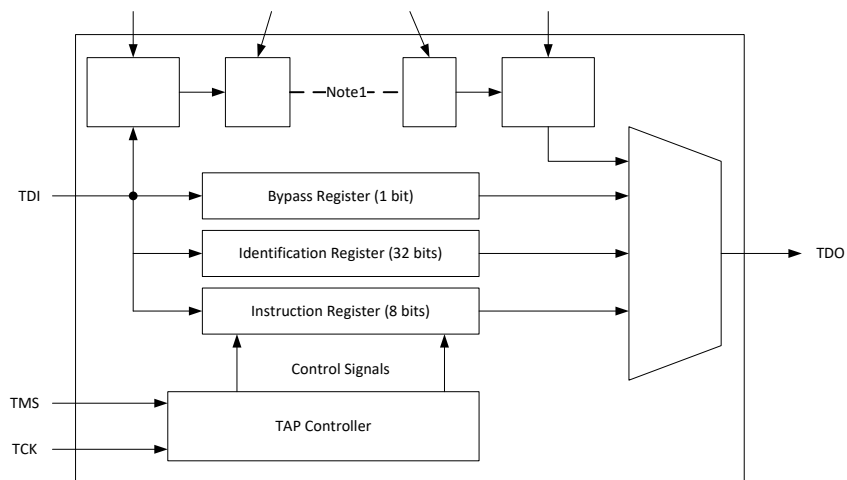 Note1
TDI
Bypass Register (1 bit)
Identification Register (32 bits)
TDO
Instruction Register (8 bits)
Control Signals
TMS
TAP Controller
TCK